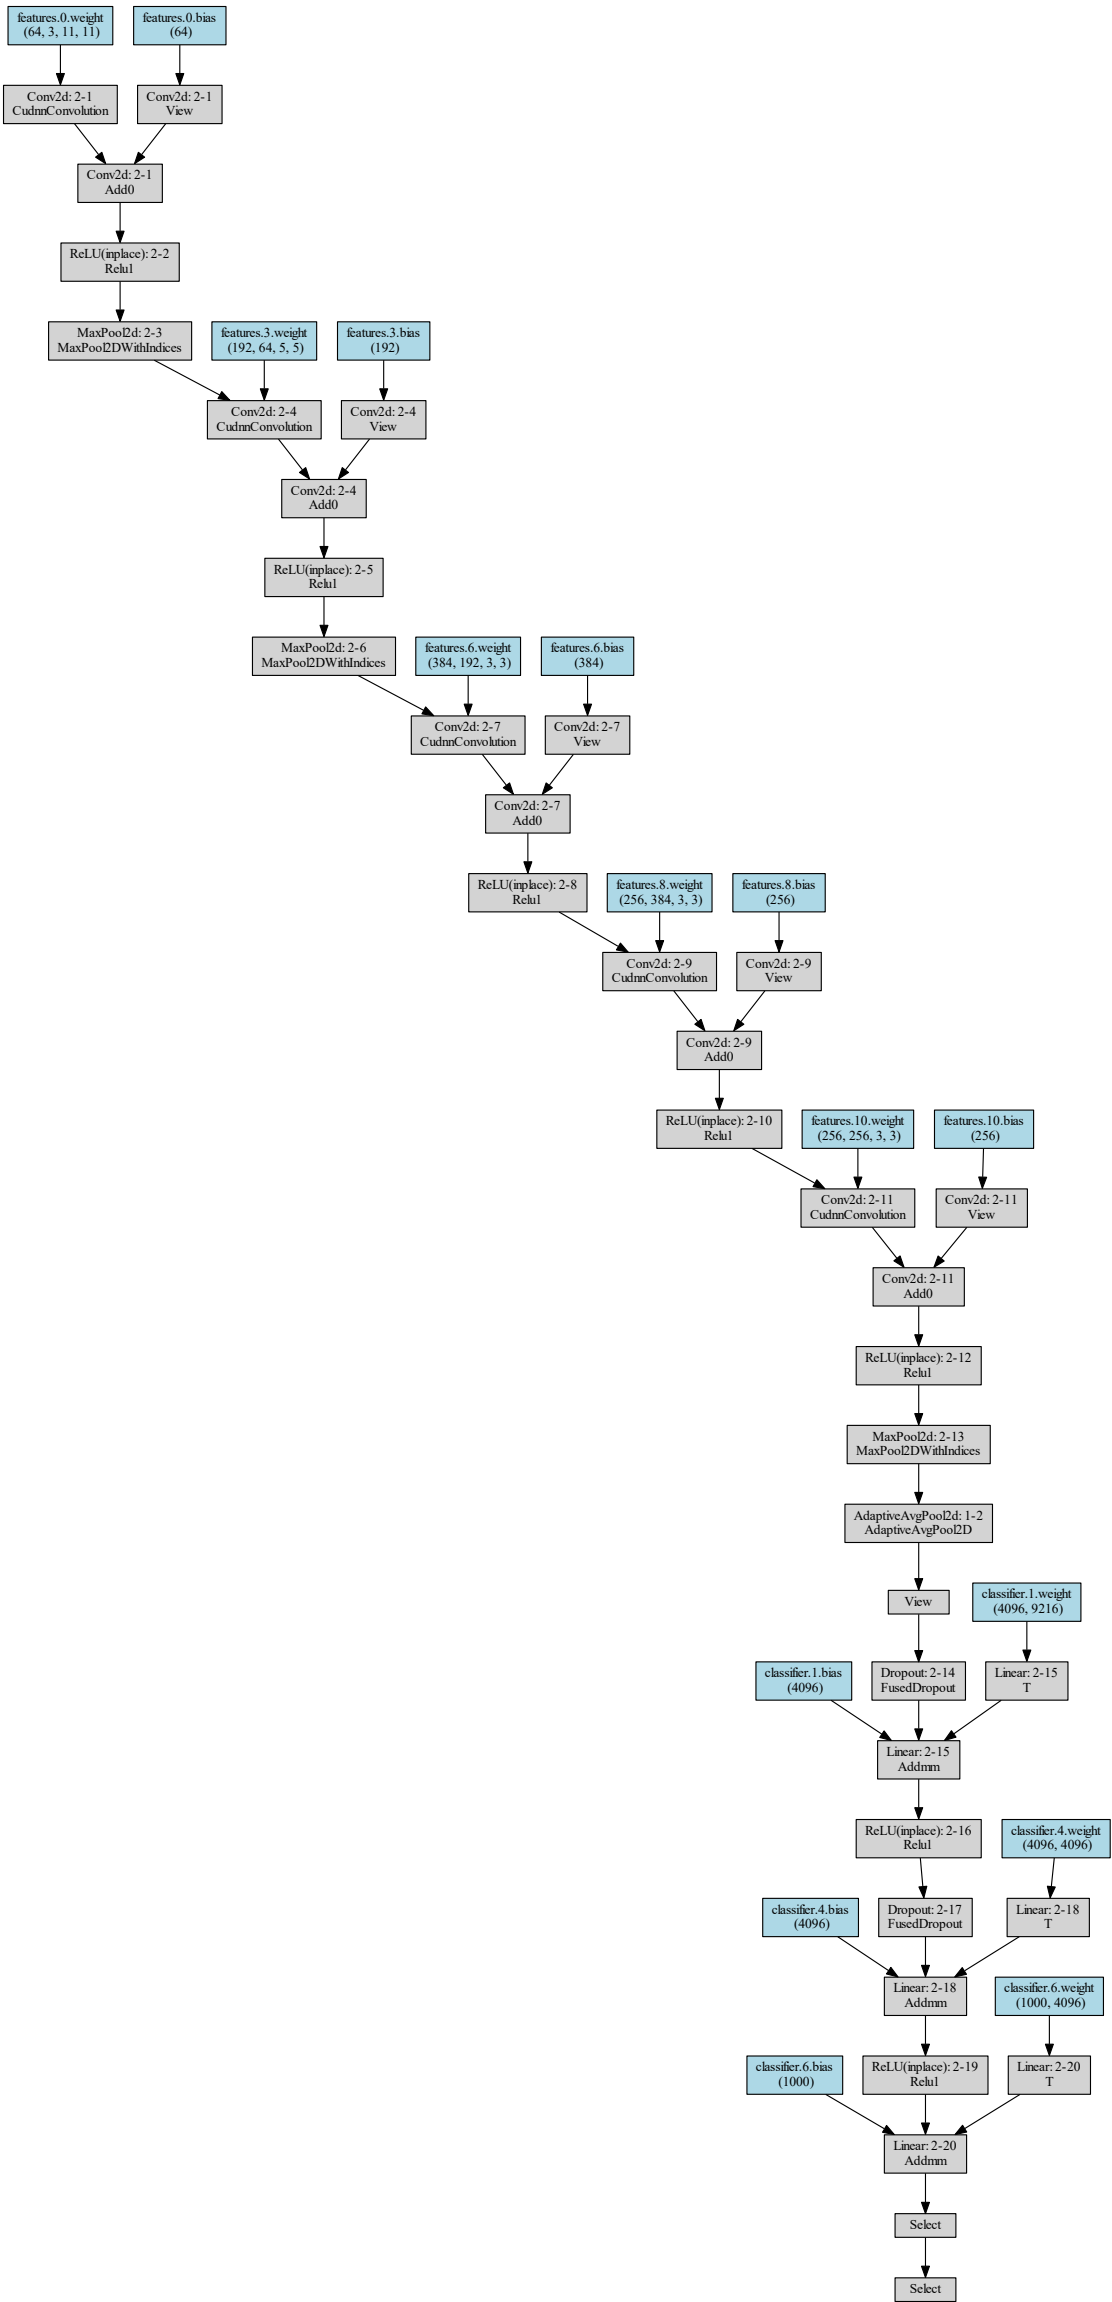 features.0.weight
(64, 3, 11, 11)
features.0.bias
(64)
Conv2d: 2-1
CudnnConvolution
Conv2d: 2-1
View
Conv2d: 2-1
Add0
ReLU(inplace): 2-2
Relu1
MaxPool2d: 2-3
MaxPool2DWithIndices
features.3.weight
(192, 64, 5, 5)
features.3.bias
(192)
Conv2d: 2-4
CudnnConvolution
Conv2d: 2-4
View
Conv2d: 2-4
Add0
ReLU(inplace): 2-5
Relu1
MaxPool2d: 2-6
MaxPool2DWithIndices
features.6.weight
(384, 192, 3, 3)
features.6.bias
(384)
Conv2d: 2-7
CudnnConvolution
Conv2d: 2-7
View
Conv2d: 2-7
Add0
ReLU(inplace): 2-8
Relu1
features.8.weight
(256, 384, 3, 3)
features.8.bias
(256)
Conv2d: 2-9
CudnnConvolution
Conv2d: 2-9
View
Conv2d: 2-9
Add0
ReLU(inplace): 2-10
Relu1
features.10.weight
(256, 256, 3, 3)
features.10.bias
(256)
Conv2d: 2-11
CudnnConvolution
Conv2d: 2-11
View
Conv2d: 2-11
Add0
ReLU(inplace): 2-12
Relu1
MaxPool2d: 2-13
MaxPool2DWithIndices
AdaptiveAvgPool2d: 1-2
AdaptiveAvgPool2D
View
classifier.1.weight
(4096, 9216)
classifier.1.bias
(4096)
Dropout: 2-14
FusedDropout
Linear: 2-15
T
Linear: 2-15
Addmm
ReLU(inplace): 2-16
Relu1
classifier.4.weight
(4096, 4096)
classifier.4.bias
(4096)
Dropout: 2-17
FusedDropout
Linear: 2-18
T
Linear: 2-18
Addmm
classifier.6.weight
(1000, 4096)
classifier.6.bias
(1000)
ReLU(inplace): 2-19
Relu1
Linear: 2-20
T
Linear: 2-20
Addmm
Select
Select